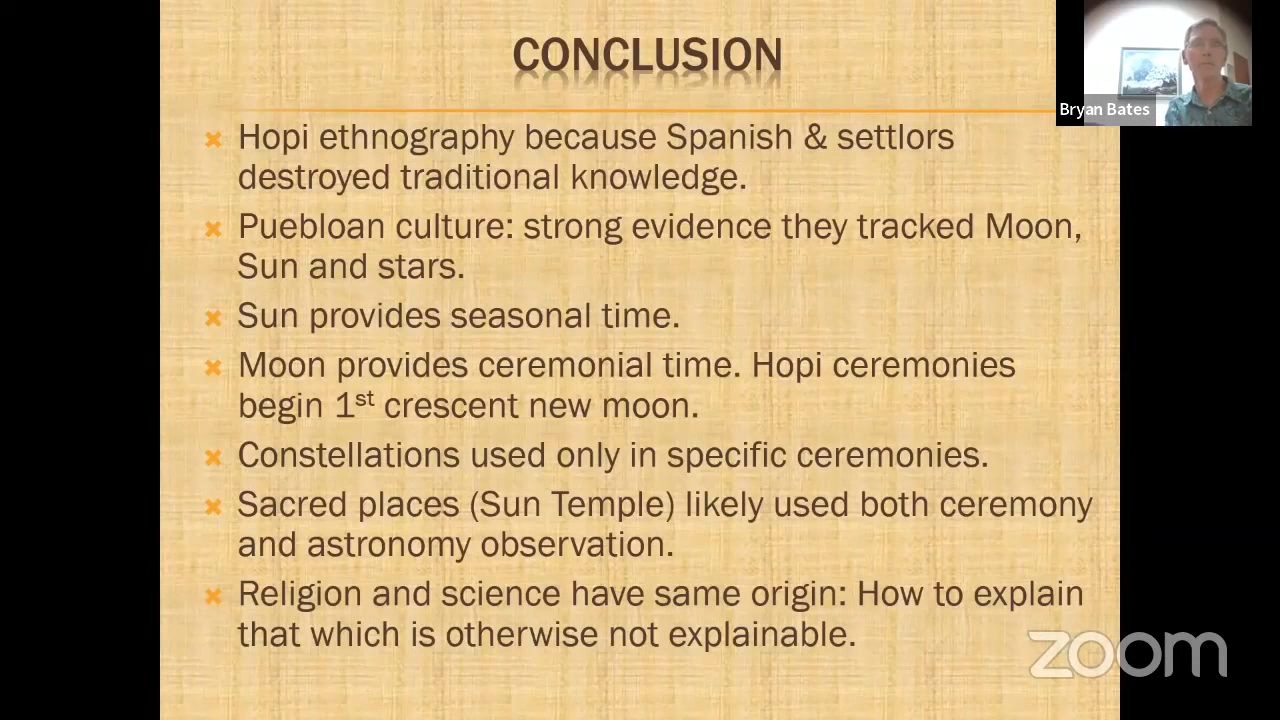 CONCLUSION
Bryan Bates
Hopi ethnography because Spanish & settlors
destroyed traditional knowledge.
Puebloan culture: strong evidence they tracked Moon,
Sun and stars.
Sun provides seasonal time.
Moon provides ceremonial time. Hopi ceremonies
begin 1st crescent new moon.
Constellations used only in specific ceremonies.
Sacred places (Sun Temple) likely used both ceremony
and astronomy observation.
Religion and science have same origin: How to explain
that which is otherwise not explainable.
zoom